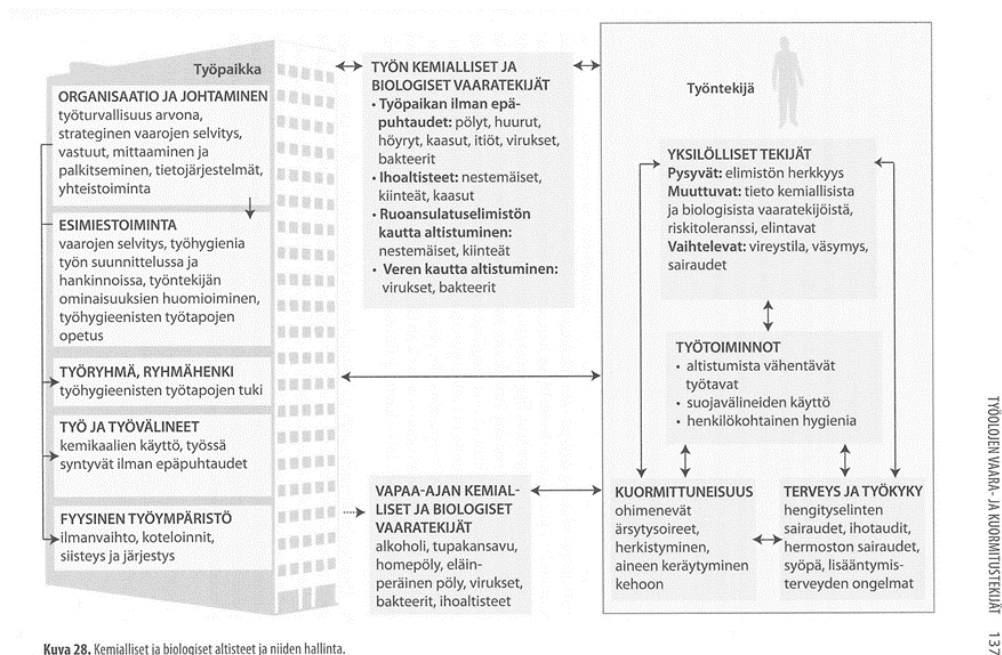 Työpaikka
ORGANISAATIO JA JOHTAMINEN
työturvallisuus arvona,
strateginen vaarojen selvitys,
vastuut, mittaaminen ja
palkitseminen, tietojärjestelmät,
yhteistoiminta
ESIMIESTOIMINTA
vaarojen selvitys, työhygienia
työn suunnittelussa ja
hankinnoissa, työntekijän
ominaisuuksien huomioiminen,
työhygieenisten työtapojen
opetus
TYÖRYHMÄ, RYHMÄHENKI
työhygieenisten työtapojen tuki
TYÖ JA TYÖVÄLINEET
kemikaalien käyttö, työssä
syntyvät ilman epäpuhtaudet
FYYSINEN TYÖYMPÄRISTÖ
ilmanvaihto, koteloinnit,
siisteys ja järjestys
TYÖN KEMIALLISET JA
BIOLOGISET VAARATEKIJÄT
• Työpaikan ilman epä-
puhtaudet: pölyt, huurut,
höyryt, kaasut, itiöt, virukset,
bakteerit
• Ihoaltisteet: nestemäiset,
kiinteät, kaasut
• Ruoansulatuselimistön
kautta altistuminen:
nestemäiset, kiinteät
• Veren kautta altistuminen:
virukset, bakteerit
VAPAA-AJAN KEMIAL-
LISET JA BIOLOGISET
VAARATEKIJÄT
alkoholi, tupakansavu,
homepöly, eläin-
peräinen pöly, virukset,
bakteerit, ihoaltisteet
Työntekijä
YKSILÖLLISET TEKIJÄT
Pysyvät: elimistön herkkyys
Muuttuvat: tieto kemiallisista
ja biologisista vaaratekijöistä,
riskitoleranssi, elintavat
Vaihtelevat: vireystila, väsymys,
sairaudet
TYÖTOIMINNOT
• altistumista vähentävät
työtavat
• suojavälineiden käyttö
• henkilökohtainen hygienia
KUORMITTUNEISUUS
ohimenevät
ärsytysoireet,
herkistyminen,
aineen keräytyminen
kehoon
TERVEYS JA TYÖKYKY
hengityselinten
sairaudet, ihotaudit,
hermoston sairaudet,
syöpä, lisääntymis-
terveyden ongelmat
Kuva 28. Kemialliset ja biologiset altisteet ja niiden hallinta.
TYÖOLOJEN VAARA- JA KUORMITUSTEKIJÄT 137